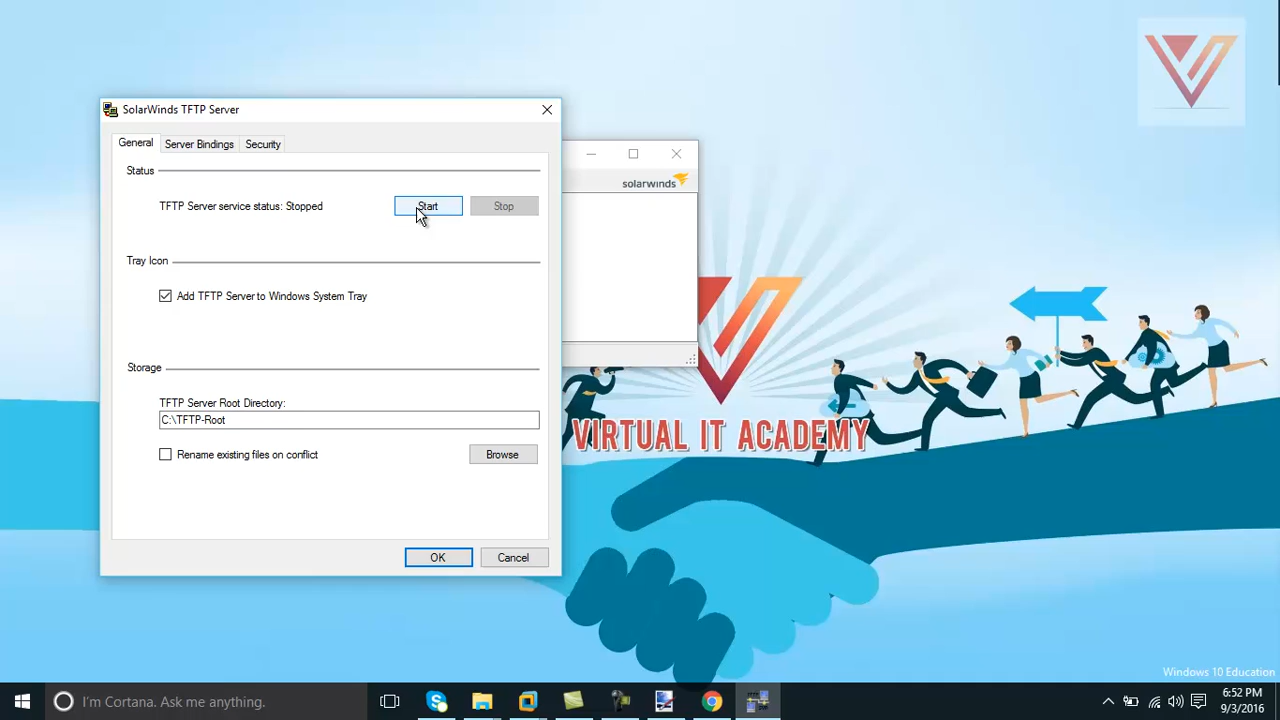 SolarWinds TFTP Server
General Server Bindings Security
Status
TFTP Server service status: Stopped Start Stop
Tray Icon
Add TFTP Server to Windows System Tray
Storage
TFTP Server Root Directory:
C:\TFTP-Root
Rename existing files on conflict Browse
OK Cancel
solarwinds
VIRTUAL IT ACADEMY
Windows 10 Education
I'm Cortana. Ask me anything.
6:52 PM
9/3/2016